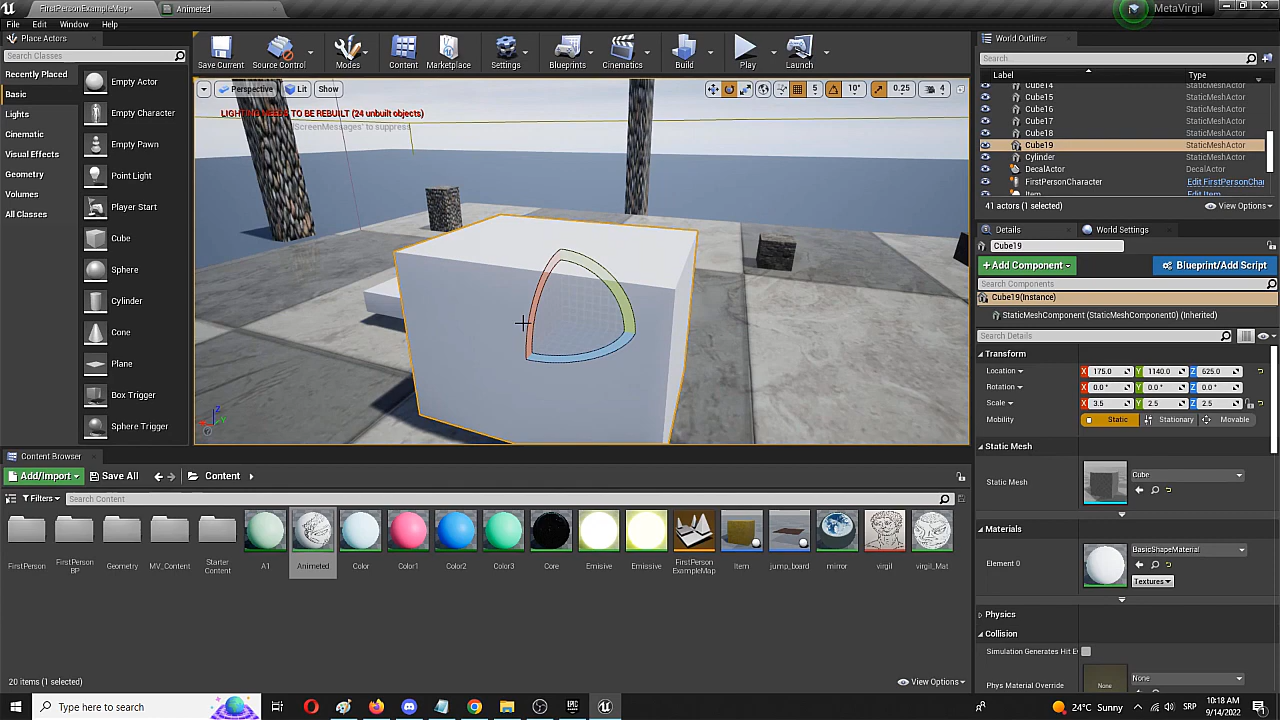 FirstPersonExampleMap*
Animeted
MetaVirgil
File Edit Window Help
Place Actors
Search Classes
Recently Placed
Basic
Lights
Cinematic
Visual Effects
Geometry
Volumes
All Classes
Empty Actor
Empty Character
Empty Pawn
Point Light
Player Start
Cube
Sphere
Cylinder
Cone
Plane
Box Trigger
Sphere Trigger
Save Current
Source Control
Modes
Content
Marketplace
Settings
Blueprints
Cinematics
Build
Play
Launch
Perspective
Lit
Show
5
10°
0.25
4
LIGHTING NEEDS TO BE REBUILT (24 unbuilt objects)
'ScreenMessages' to suppress
World Outliner
Search...
Label Type
Cube14 StaticMeshActor
Cube15 StaticMeshActor
Cube16 StaticMeshActor
Cube17 StaticMeshActor
Cube18 StaticMeshActor
Cube19 StaticMeshActor
Cylinder StaticMeshActor
DecalActor DecalActor
FirstPersonCharacter Edit FirstPersonChar
Item Edit Item
41 actors (1 selected)
View Options
Details
World Settings
Cube19
+Add Component
Blueprint/Add Script
Search Components
Cube19(Instance)
StaticMeshComponent (StaticMeshComponent0) (Inherited)
Search Details
Transform
Location X 175.0 Y 1140.0 Z 625.0
Rotation X 0.0° Y 0.0° Z 0.0°
Scale X 3.5 Y 2.5 Z 2.5
Mobility Static Stationary Movable
Static Mesh
Static Mesh
Cube
Materials
Element 0
BasicShapeMaterial
Textures
Physics
Collision
Simulation Generates Hit E
Phys Material Override
None
None
Content Browser
Add/Import
Save All
Content
Filters
Search Content
FirstPerson
FirstPerson
BP
Geometry
MV_Content
Starter
Content
A1
Animeted
Color
Color1
Color2
Color3
Core
Emisive
Emissive
FirstPerson
ExampleMap
Item
jump_board
mirror
virgil
virgil_Mat
20 items (1 selected)
View Options
Type here to search
24°C Sunny
SRP
10:18 AM
9/14/2022